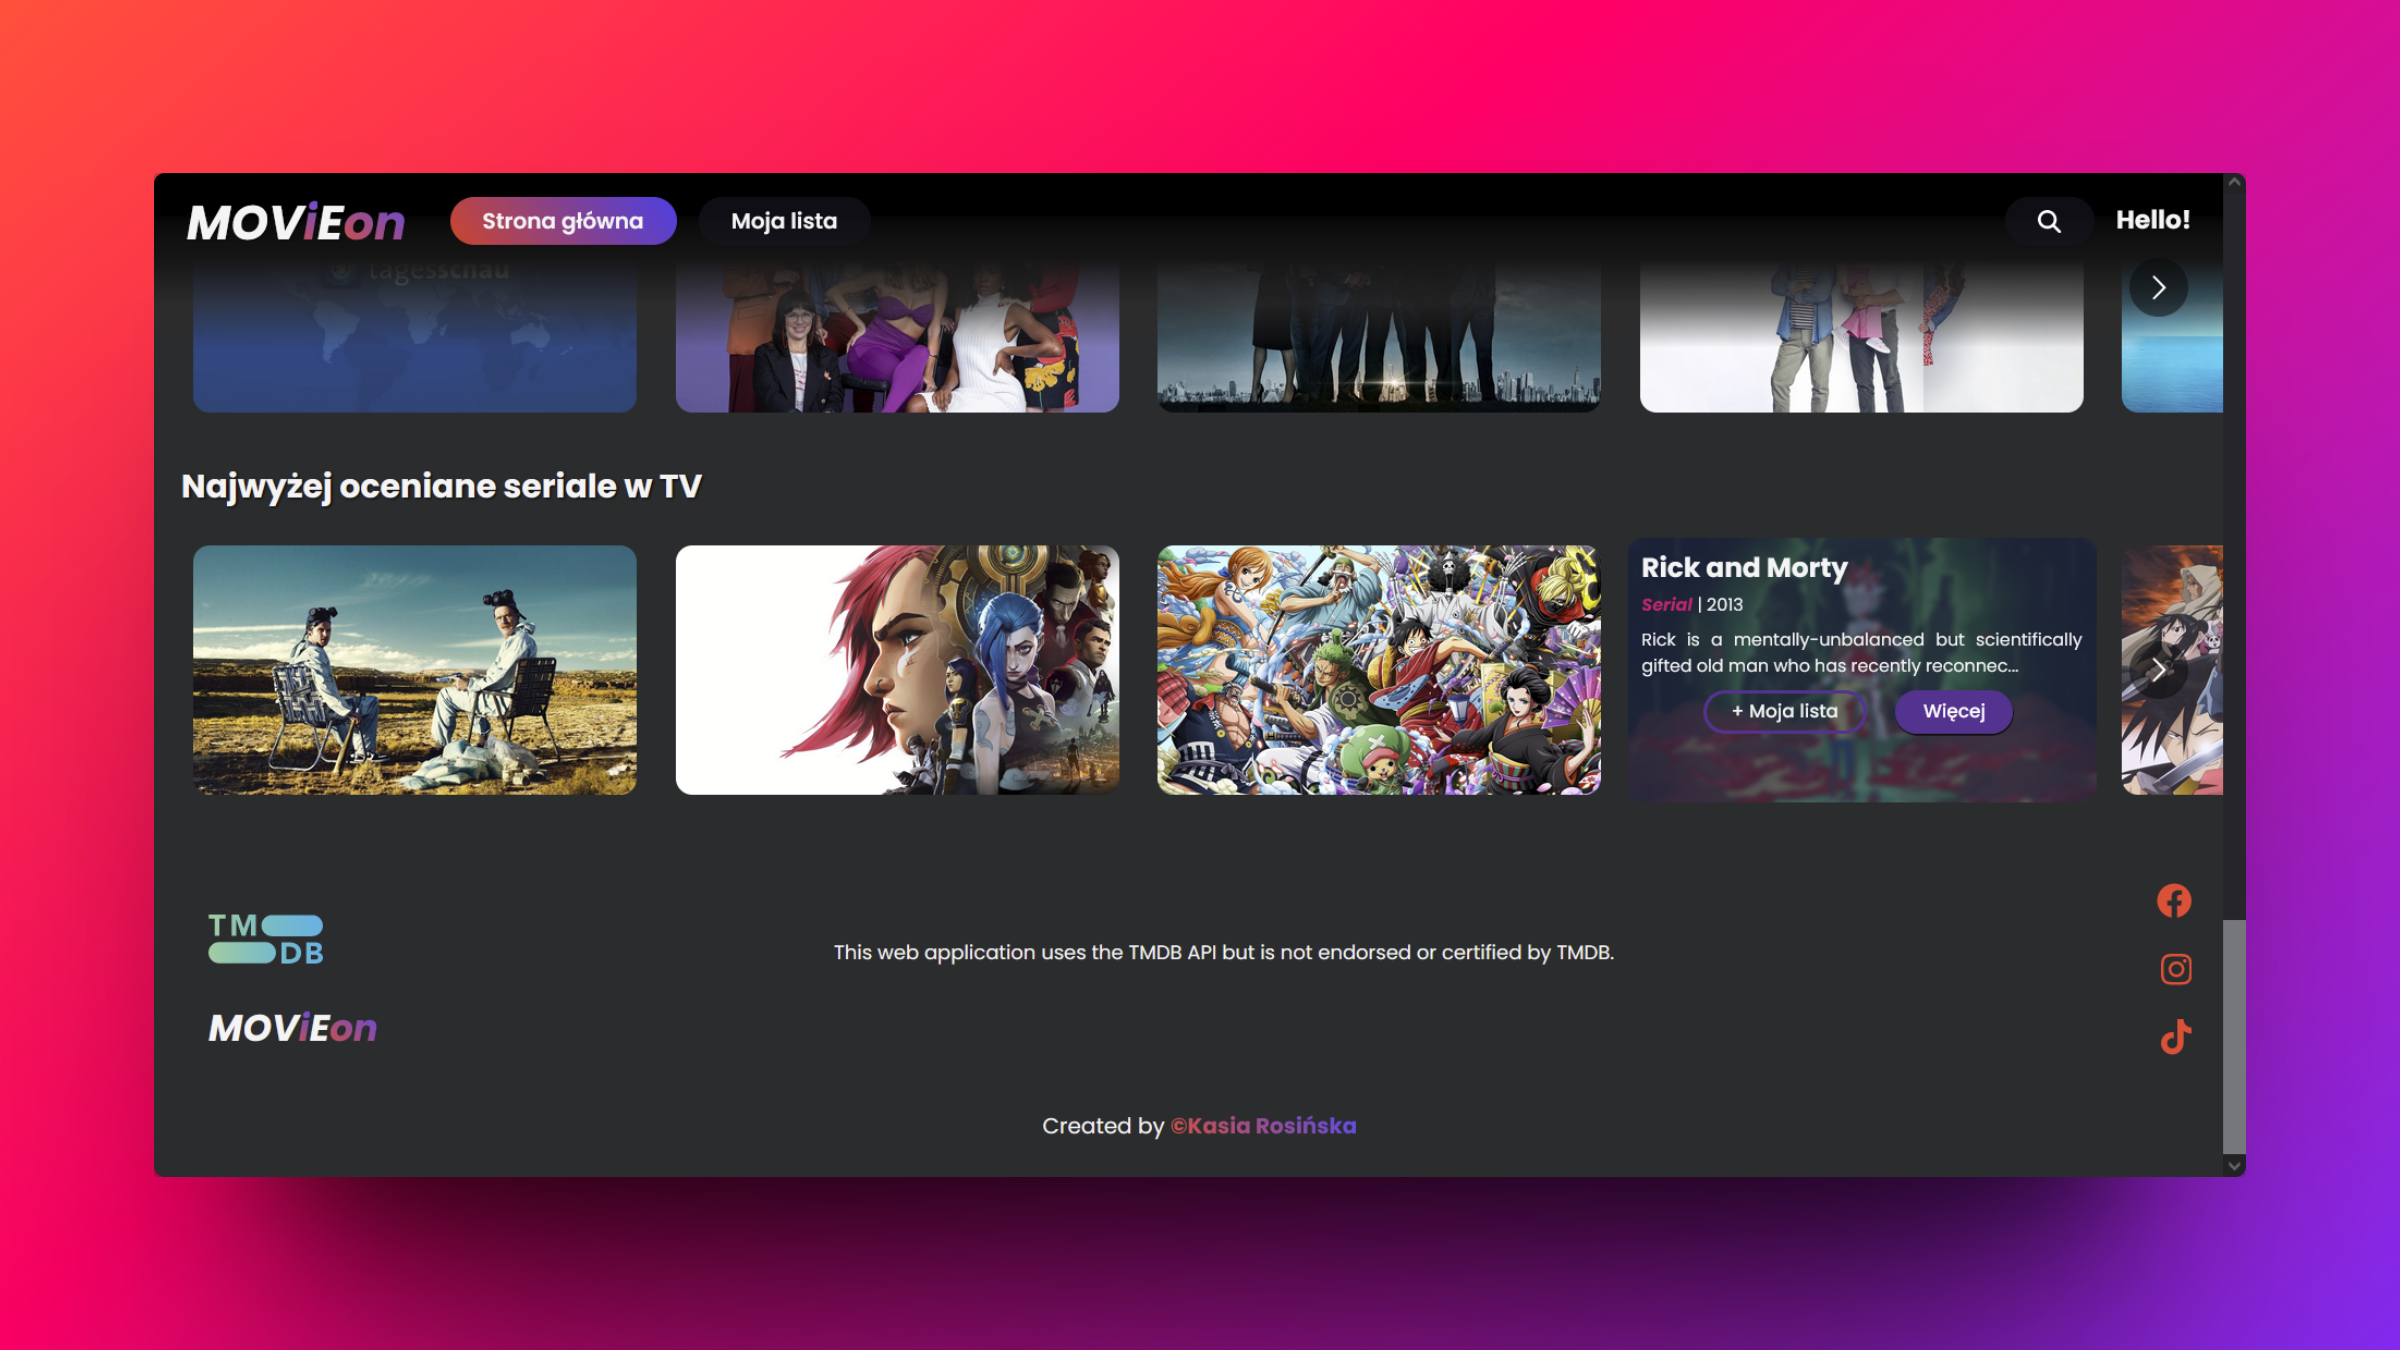 MOViEon
Strona główna
Moja lista
Hello!
tagesschau
Najwyżej oceniane seriale w TV
Rick and Morty
Serial | 2013
Rick is a mentally-unbalanced but scientifically
gifted old man who has recently reconnec...
+ Moja lista
Więcej
TM
DB
This web application uses the TMDB API but is not endorsed or certified by TMDB.
MOViEon
Created by ©Kasia Rosińska